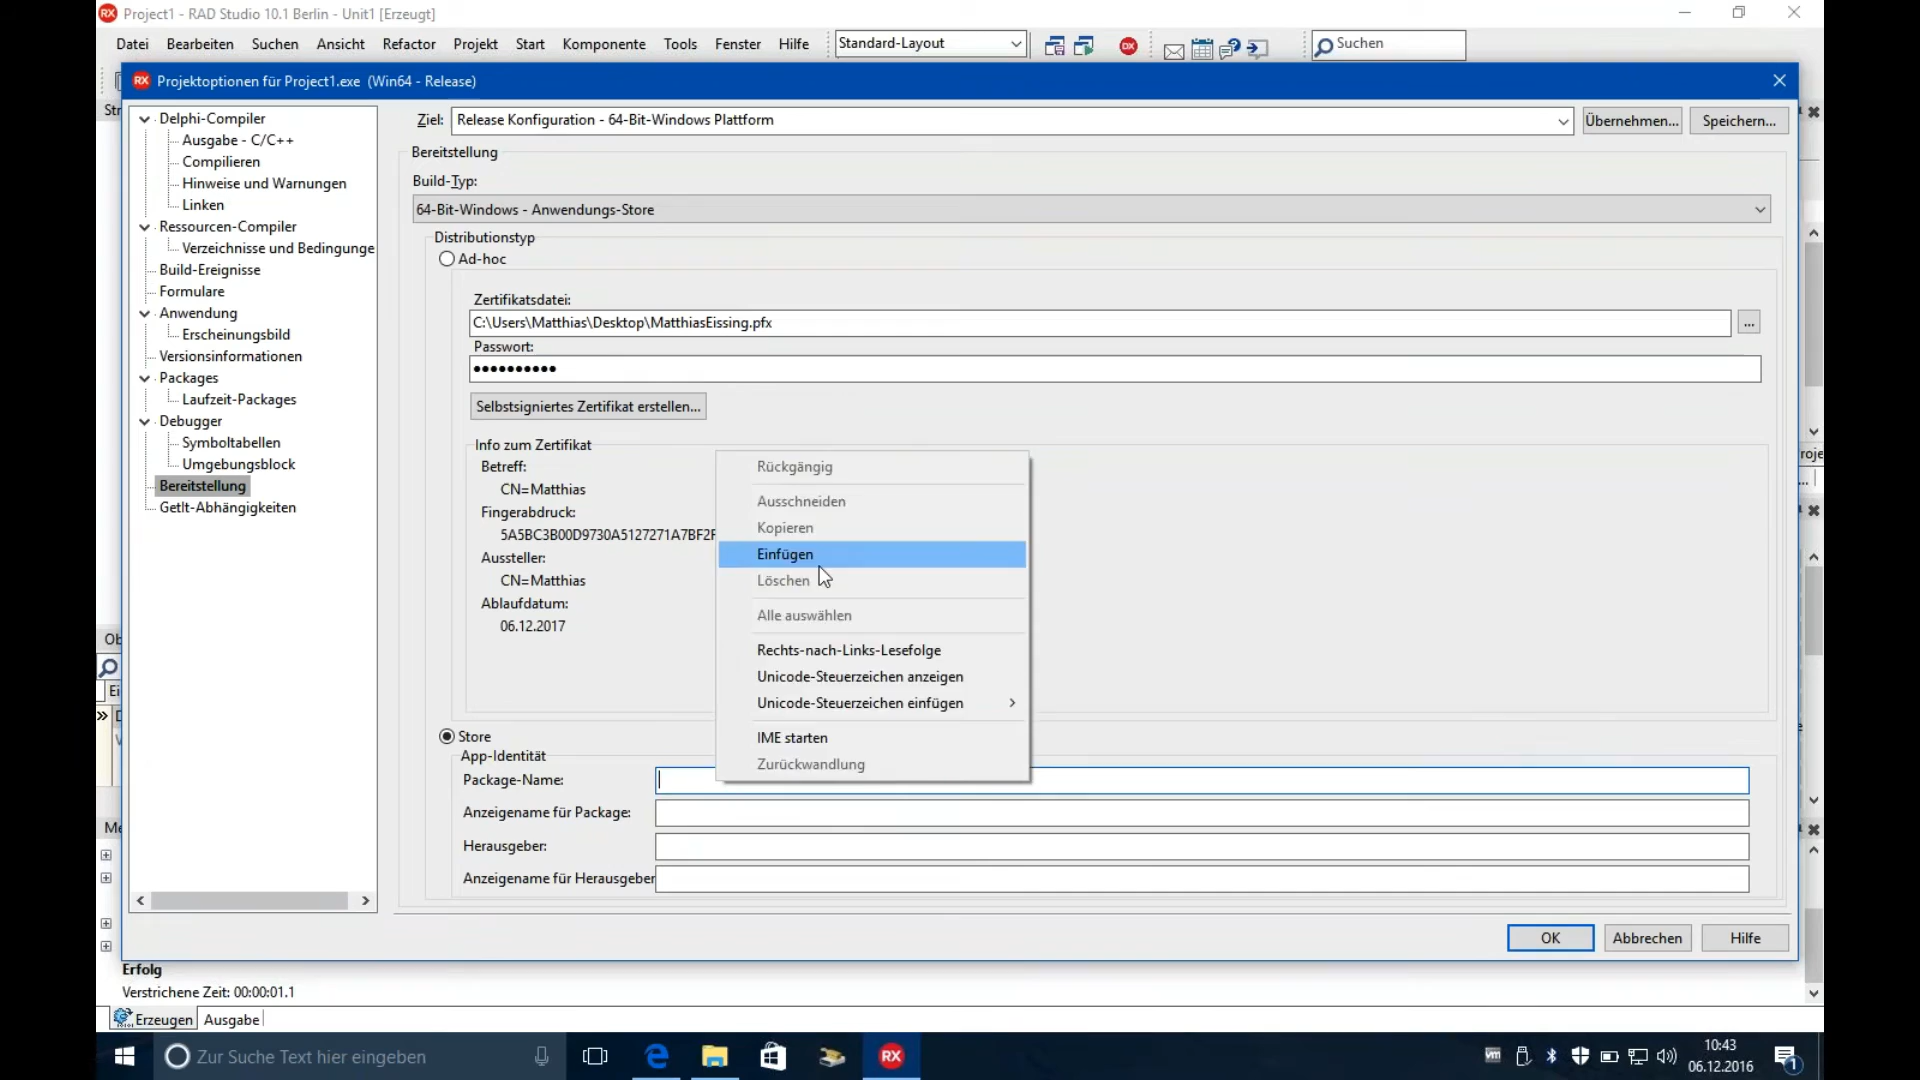 Project1 - RAD Studio 10.1 Berlin - Unit1 [Erzeugt]
Datei Bearbeiten Suchen Ansicht Refactor Projekt Start Komponente Tools Fenster Hilfe Standard-Layout Suchen
Projektoptionen für Project1.exe (Win64 - Release)
Delphi-Compiler
Ausgabe - C/C++
Compilieren
Hinweise und Warnungen
Linken
Ressourcen-Compiler
Verzeichnisse und Bedingunge
Build-Ereignisse
Formulare
Anwendung
Erscheinungsbild
Versionsinformationen
Packages
Laufzeit-Packages
Debugger
Symboltabellen
Umgebungsblock
Bereitstellung
GetIt-Abhängigkeiten
Ziel: Release Konfiguration - 64-Bit-Windows Plattform Übernehmen... Speichern...
Bereitstellung
Build-Typ:
64-Bit-Windows - Anwendungs-Store
Distributionstyp
Ad-hoc
Zertifikatsdatei:
C:\Users\Matthias\Desktop\MatthiasEissing.pfx ...
Passwort:
••••••••••
Selbstsigniertes Zertifikat erstellen...
Info zum Zertifikat
Betreff:
CN=Matthias
Fingerabdruck:
5A5BC3B00D9730A5127271A7BF2F
Aussteller:
CN=Matthias
Ablaufdatum:
06.12.2017
Rückgängig
Ausschneiden
Kopieren
Einfügen
Löschen
Alle auswählen
Rechts-nach-Links-Lesefolge
Unicode-Steuerzeichen anzeigen
Unicode-Steuerzeichen einfügen
IME starten
Zurückwandlung
Store
App-Identität
Package-Name:
Anzeigename für Package:
Herausgeber:
Anzeigename für Herausgeber
OK Abbrechen Hilfe
Str
Ob
Ei
Me
roje
Erfolg
Verstrichene Zeit: 00:00:01.1
Erzeugen Ausgabe
Zur Suche Text hier eingeben
10:43
06.12.2016
1